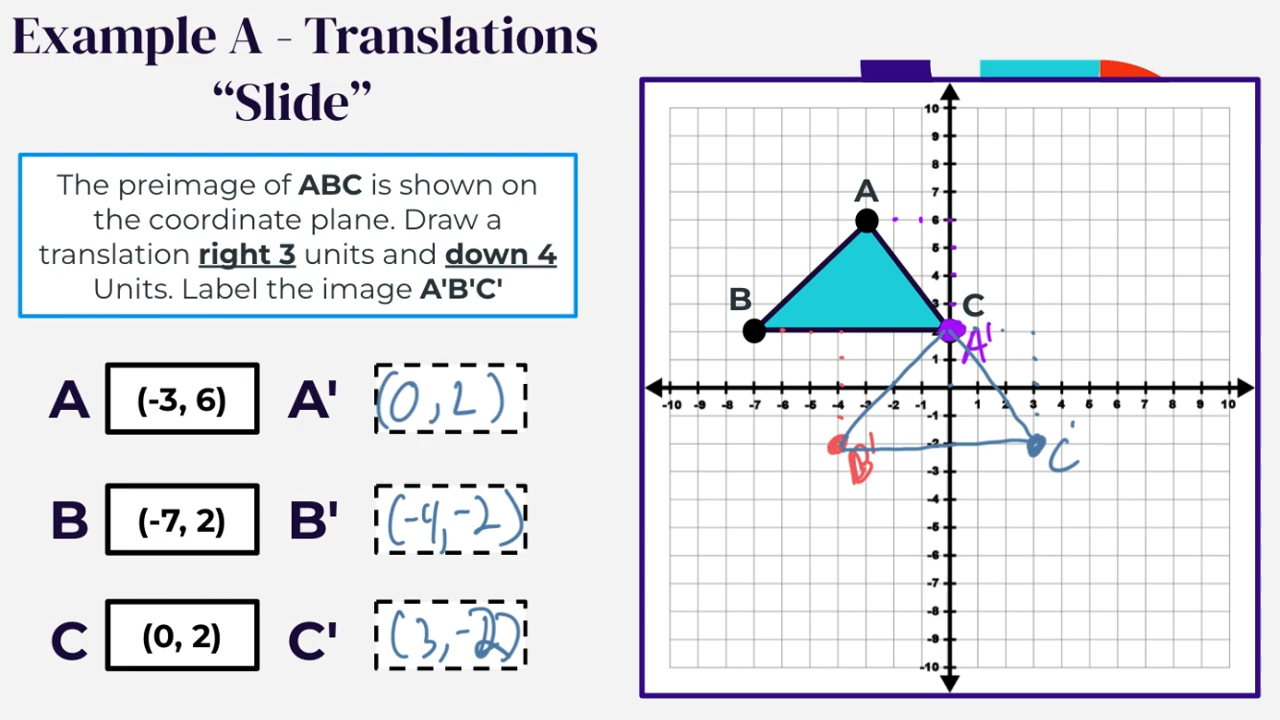 Example A - Translations
“Slide”
The preimage of ABC is shown on
the coordinate plane. Draw a
translation right 3 units and down 4
Units. Label the image A'B'C'
A (-3, 6) A' (0, 2)
B (-7, 2) B' (-4, -2)
C (0, 2) C' (3, -2)
10
9
8
7
A
6
5
4
B
3
C
2
A'
1
-10 -9 -8 -7 -6 -5 -4 -3 -2 -1 1 2 3 4 5 6 7 8 9 10
-1
-2
B'
C'
-3
-4
-5
-6
-7
-8
-9
-10